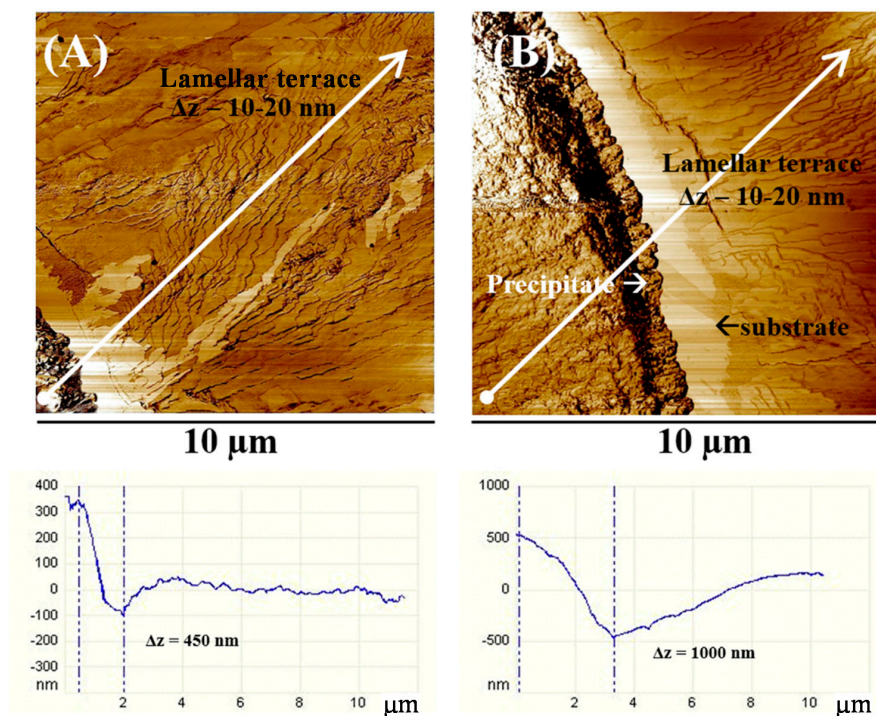 (A)
Lamellar terrace
Δz – 10-20 nm
(B)
Lamellar terrace
Δz – 10-20 nm
Precipitate →
←substrate
10 μm
10 μm
400
300
200
100
0
-100
-200
-300
nm
2
4
6
8
10
μm
Δz = 450 nm
1000
500
0
-500
nm
2
4
6
8
10
μm
Δz = 1000 nm